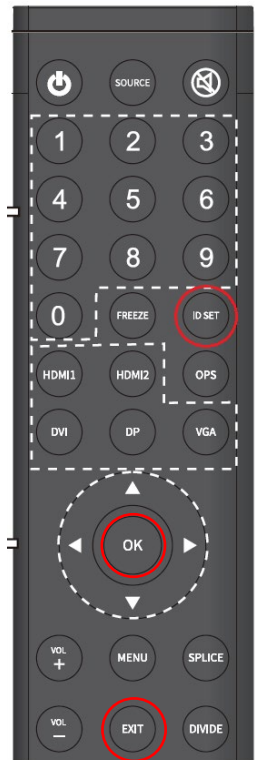 SOURCE
1 2 3
4 5 6
7 8 9
0 FREEZE ID SET
HDMI1 HDMI2 OPS
DVI DP VGA
OK
VOL
+ MENU SPLICE
VOL
− EXIT DIVIDE